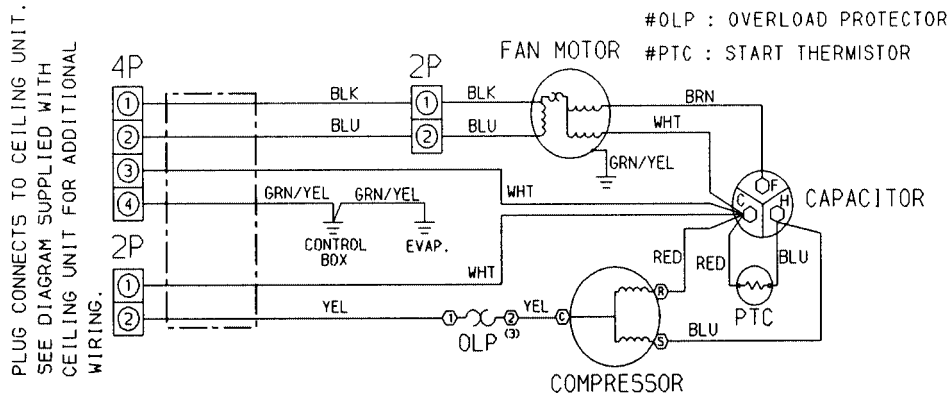 PLUG CONNECTS TO CEILING UNIT.
SEE DIAGRAM SUPPLIED WITH
CEILING UNIT FOR ADDITIONAL
WIRING.
#OLP : OVERLOAD PROTECTOR
#PTC : START THERMISTOR
FAN MOTOR
4P
2P
1
BLK
1
BLK
BRN
2
BLU
2
BLU
WHT
3
GRN/YEL
WHT
4
GRN/YEL
GRN/YEL
CONTROL
BOX
EVAP.
F
C
H
CAPACITOR
2P
1
WHT
RED
RED
BLU
2
YEL
1
2
(3)
YEL
C
R
S
OLP
BLU
PTC
COMPRESSOR